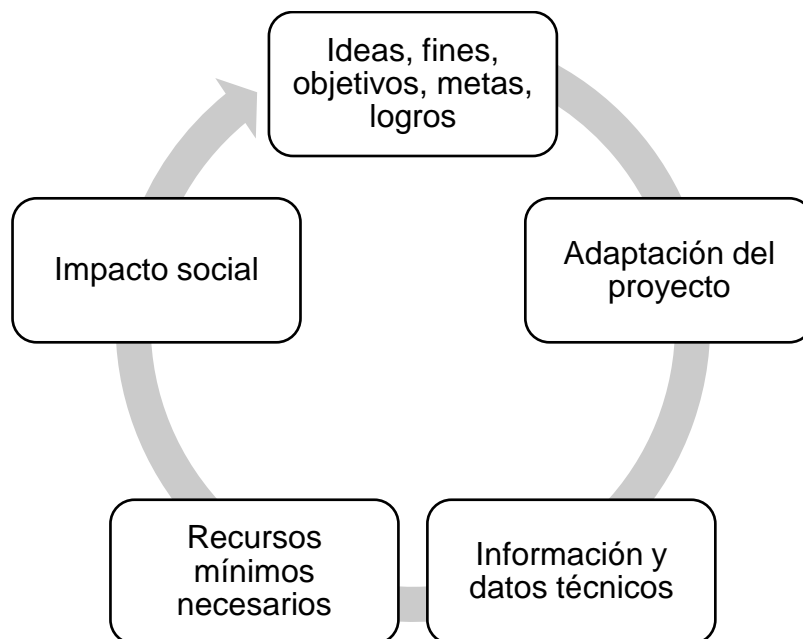 Ideas, fines,
objetivos, metas,
logros
Adaptación del
proyecto
Información y
datos técnicos
Recursos
mínimos
necesarios
Impacto social